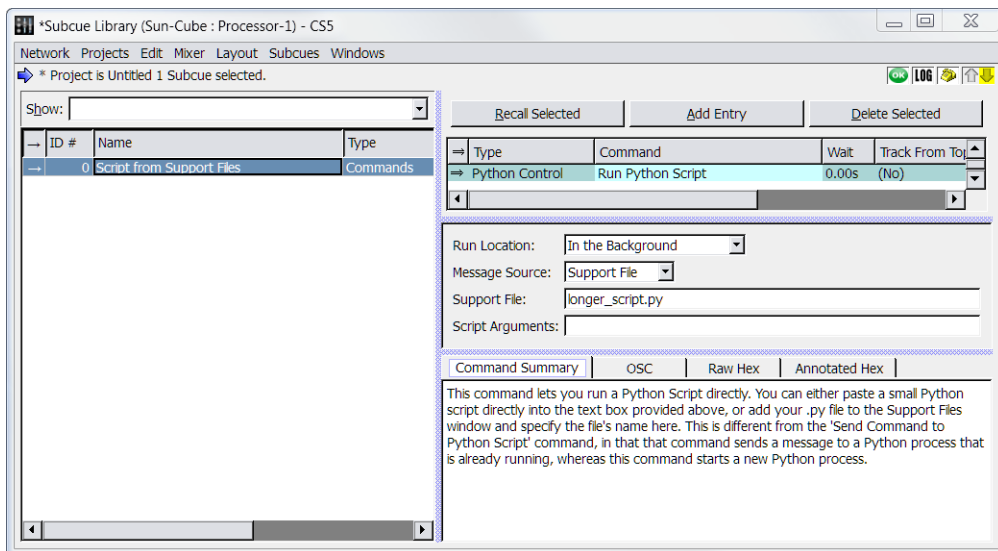 *Subcue Library (Sun-Cube : Processor-1) - CS5
Network Projects Edit Mixer Layout Subcues Windows
* Project is Untitled 1 Subcue selected.
OK LOG
Show:
→ ID # Name Type
→ 0 Script from Support Files Commands
Recall Selected Add Entry Delete Selected
⇒ Type Command Wait Track From Top
⇒ Python Control Run Python Script 0.00s (No)
Run Location: In the Background
Message Source: Support File
Support File: longer_script.py
Script Arguments:
Command Summary OSC Raw Hex Annotated Hex
This command lets you run a Python Script directly. You can either paste a small Python
script directly into the text box provided above, or add your .py file to the Support Files
window and specify the file's name here. This is different from the 'Send Command to
Python Script' command, in that that command sends a message to a Python process that
is already running, whereas this command starts a new Python process.